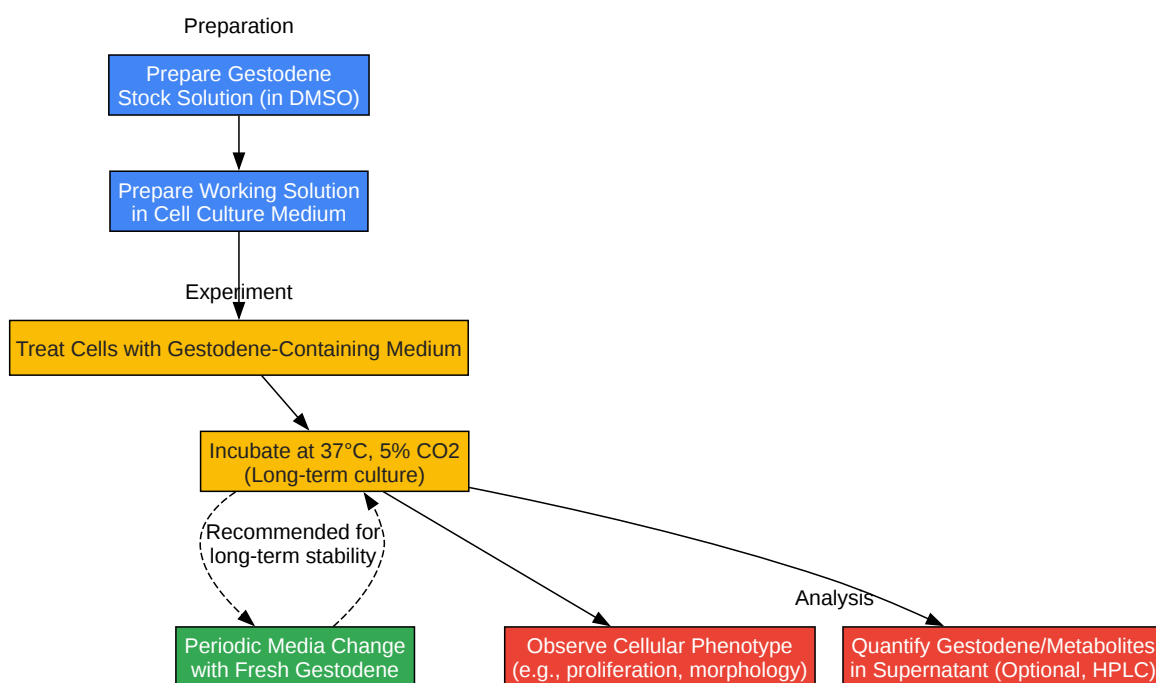 Preparation
Prepare Gestodene
Stock Solution (in DMSO)
Prepare Working Solution
in Cell Culture Medium
Experiment
Treat Cells with Gestodene-Containing Medium
Incubate at 37°C, 5% CO2
(Long-term culture)
Recommended for
long-term stability
Analysis
Periodic Media Change
with Fresh Gestodene
Observe Cellular Phenotype
(e.g., proliferation, morphology)
Quantify Gestodene/Metabolites
in Supernatant (Optional, HPLC)